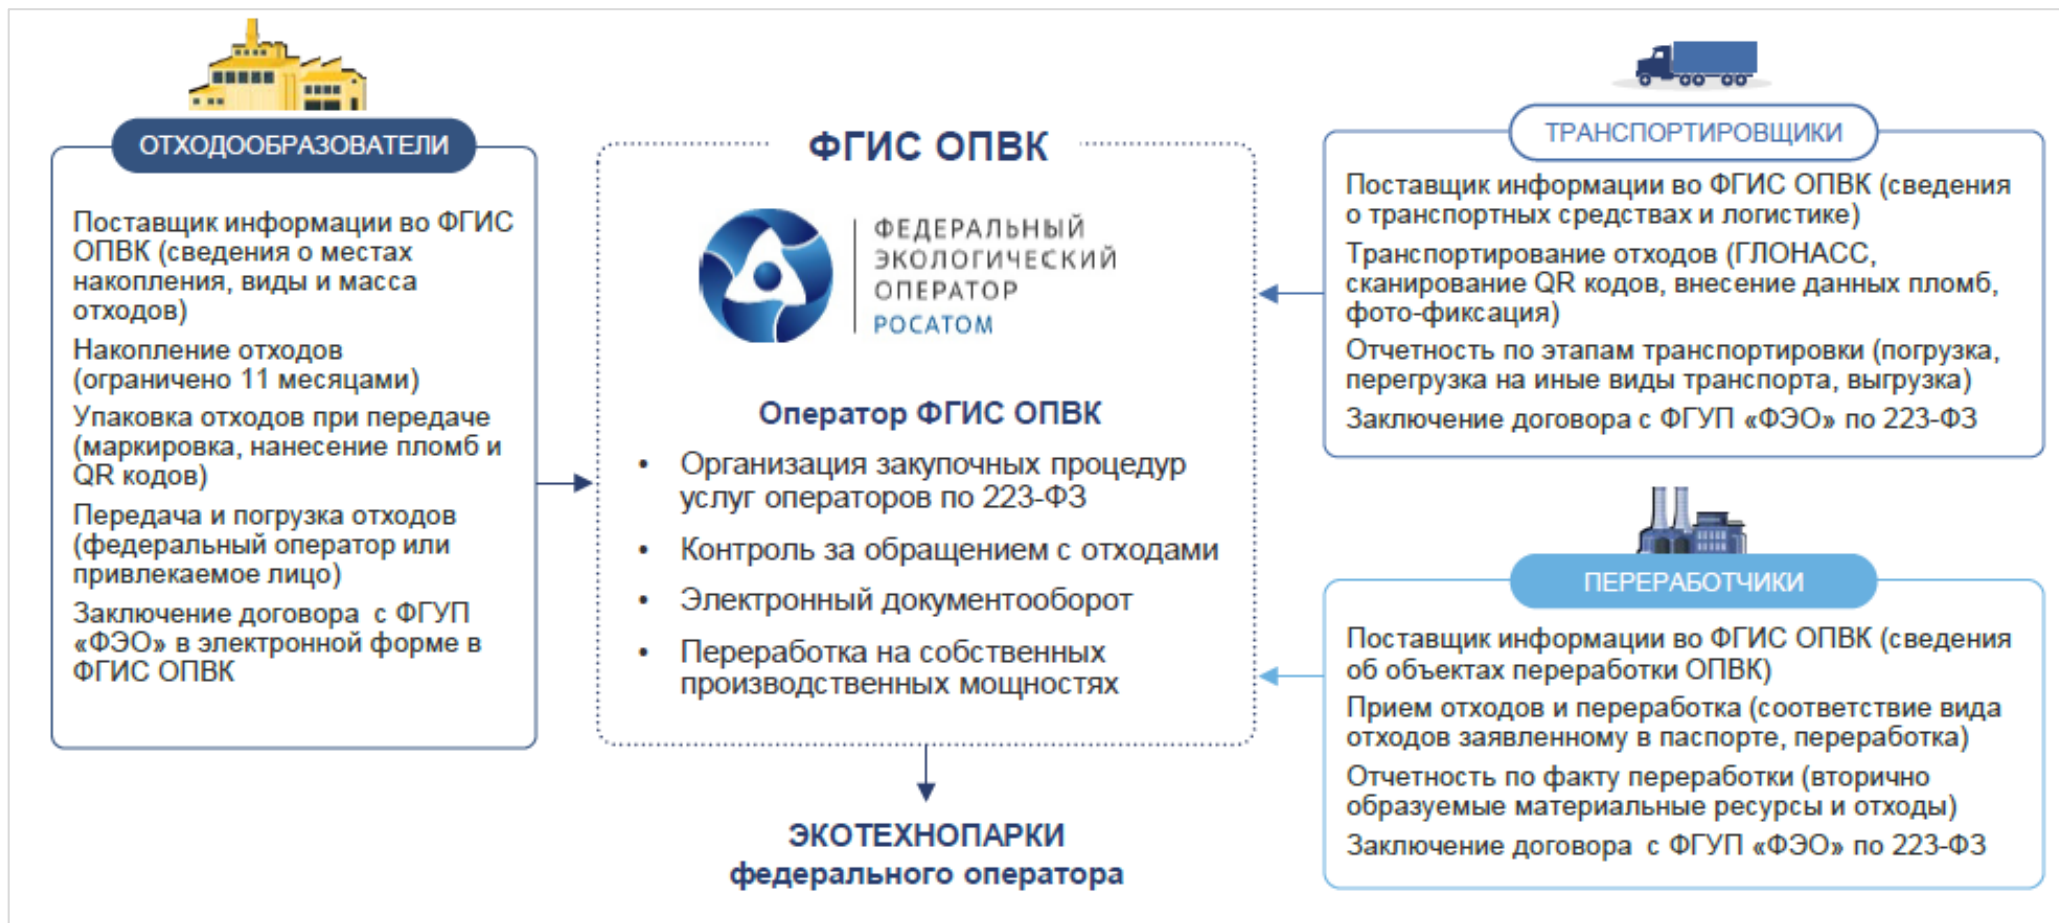 ОТХОДООБРАЗОВАТЕЛИ
Поставщик информации во ФГИС
ОПВК (сведения о местах
накопления, виды и масса
отходов)
Накопление отходов
(ограничено 11 месяцами)
Упаковка отходов при передаче
(маркировка, нанесение пломб и
QR кодов)
Передача и погрузка отходов
(федеральный оператор или
привлекаемое лицо)
Заключение договора с ФГУП
«ФЭО» в электронной форме в
ФГИС ОПВК
ФГИС ОПВК
ФЕДЕРАЛЬНЫЙ
ЭКОЛОГИЧЕСКИЙ
ОПЕРАТОР
РОСАТОМ
Оператор ФГИС ОПВК
• Организация закупочных процедур
услуг операторов по 223-ФЗ
• Контроль за обращением с отходами
• Электронный документооборот
• Переработка на собственных
производственных мощностях
ЭКОТЕХНОПАРКИ
федерального оператора
ТРАНСПОРТИРОВЩИКИ
Поставщик информации во ФГИС ОПВК (сведения
о транспортных средствах и логистике)
Транспортирование отходов (ГЛОНАСС,
сканирование QR кодов, внесение данных пломб,
фото-фиксация)
Отчетность по этапам транспортировки (погрузка,
перегрузка на иные виды транспорта, выгрузка)
Заключение договора с ФГУП «ФЭО» по 223-ФЗ
ПЕРЕРАБОТЧИКИ
Поставщик информации во ФГИС ОПВК (сведения
об объектах переработки ОПВК)
Прием отходов и переработка (соответствие вида
отходов заявленному в паспорте, переработка)
Отчетность по факту переработки (вторично
образуемые материальные ресурсы и отходы)
Заключение договора с ФГУП «ФЭО» по 223-ФЗ